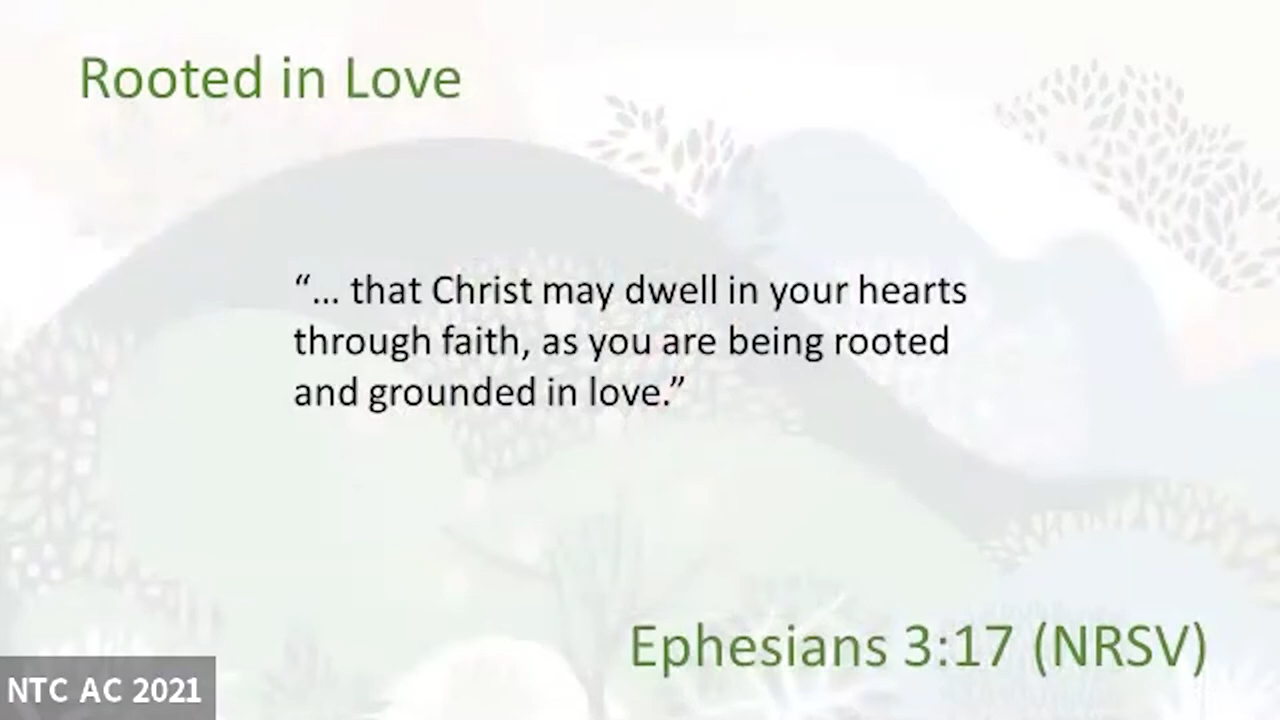 Rooted in Love
“... that Christ may dwell in your hearts
through faith, as you are being rooted
and grounded in love.”
Ephesians 3:17 (NRSV)
NTC AC 2021